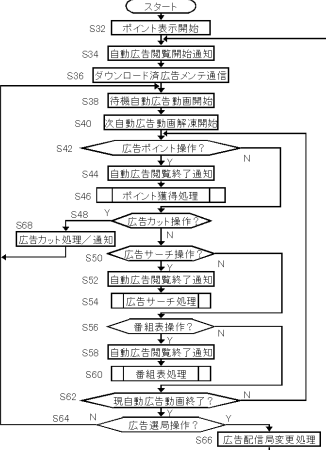 スタート
S32 ポイント表示開始
S34 自動広告閲覧開始通知
S36 ダウンロード済広告メンテ通信
S38 待機自動広告動画開始
S40 次自動広告動画解凍開始
S42 広告ポイント操作? N
Y
S44 自動広告閲覧終了通知
S46 ポイント獲得処理
S48 Y 広告カット操作?
S68 N
広告カット処理/通知
S50 広告サーチ操作? N
Y
S52 自動広告閲覧終了通知
S54 広告サーチ処理
S56 番組表操作? N
Y
S58 自動広告閲覧終了通知
S60 番組表処理
S62 現自動広告動画終了? N
Y
S64 N 広告選局操作? Y
S66 広告配信局変更処理